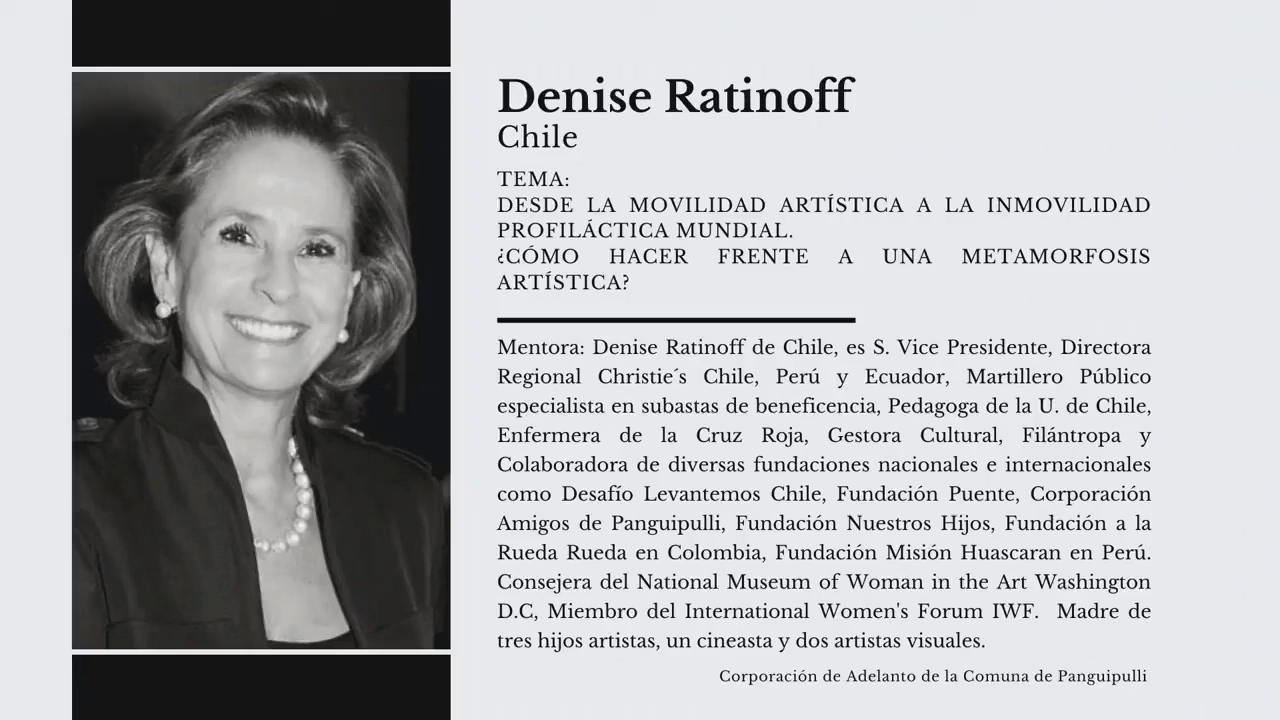 Denise Ratinoff
Chile
TEMA:
DESDE LA MOVILIDAD ARTÍSTICA A LA INMOVILIDAD
PROFILÁCTICA MUNDIAL.
¿CÓMO HACER FRENTE A UNA METAMORFOSIS
ARTÍSTICA?
Mentora: Denise Ratinoff de Chile, es S. Vice Presidente, Directora
Regional Christie´s Chile, Perú y Ecuador, Martillero Público
especialista en subastas de beneficencia, Pedagoga de la U. de Chile,
Enfermera de la Cruz Roja, Gestora Cultural, Filántropa y
Colaboradora de diversas fundaciones nacionales e internacionales
como Desafío Levantemos Chile, Fundación Puente, Corporación
Amigos de Panguipulli, Fundación Nuestros Hijos, Fundación a la
Rueda Rueda en Colombia, Fundación Misión Huascaran en Perú.
Consejera del National Museum of Woman in the Art Washington
D.C, Miembro del International Women's Forum IWF.  Madre de
tres hijos artistas, un cineasta y dos artistas visuales.
Corporación de Adelanto de la Comuna de Panguipulli